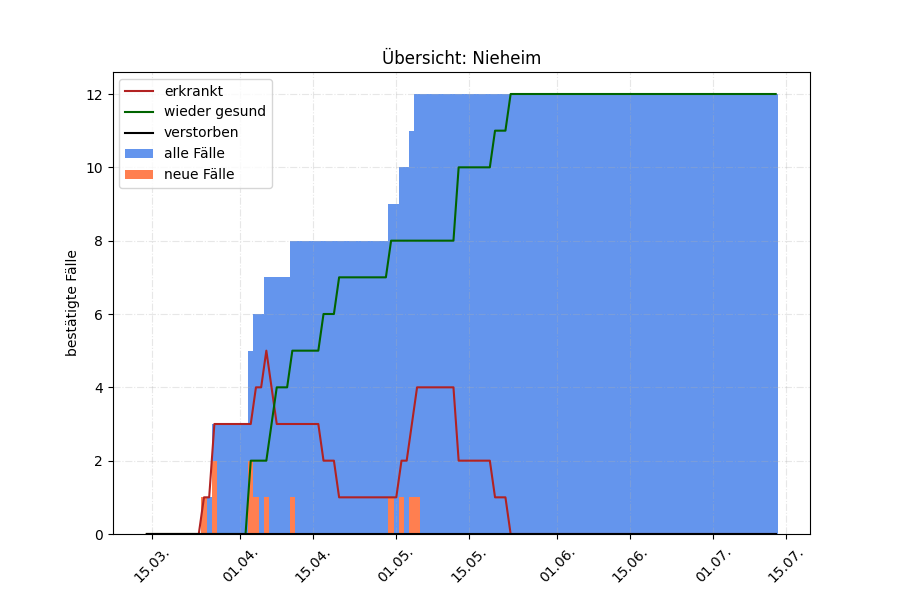 Übersicht: Nieheim
erkrankt
wieder gesund
verstorben
alle Fälle
neue Fälle
bestätigte Fälle
12
10
8
6
4
2
0
15.03.
01.04.
15.04.
01.05.
15.05.
01.06.
15.06.
01.07.
15.07.